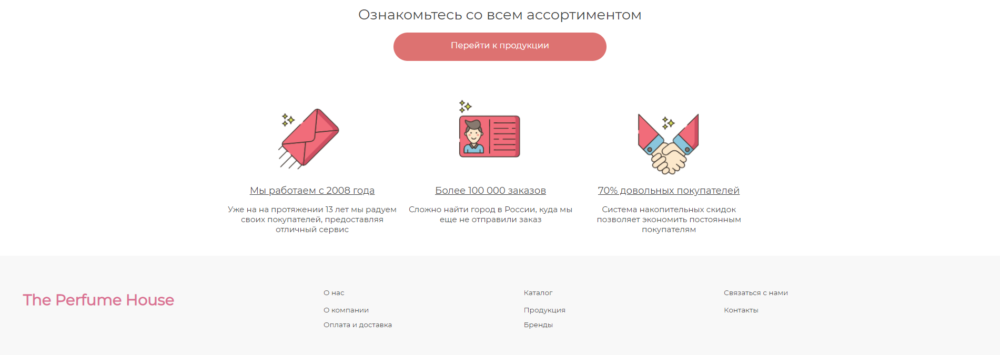 Ознакомьтесь со всем ассортиментом
Перейти к продукции
Мы работаем с 2008 года
Уже на на протяжении 13 лет мы радуем
своих покупателей, предоставляя
отличный сервис
Более 100 000 заказов
Сложно найти город в России, куда мы
еще не отправили заказ
70% довольных покупателей
Система накопительных скидок
позволяет экономить постоянным
покупателям
The Perfume House
О нас
О компании
Оплата и доставка
Каталог
Продукция
Бренды
Связаться с нами
Контакты